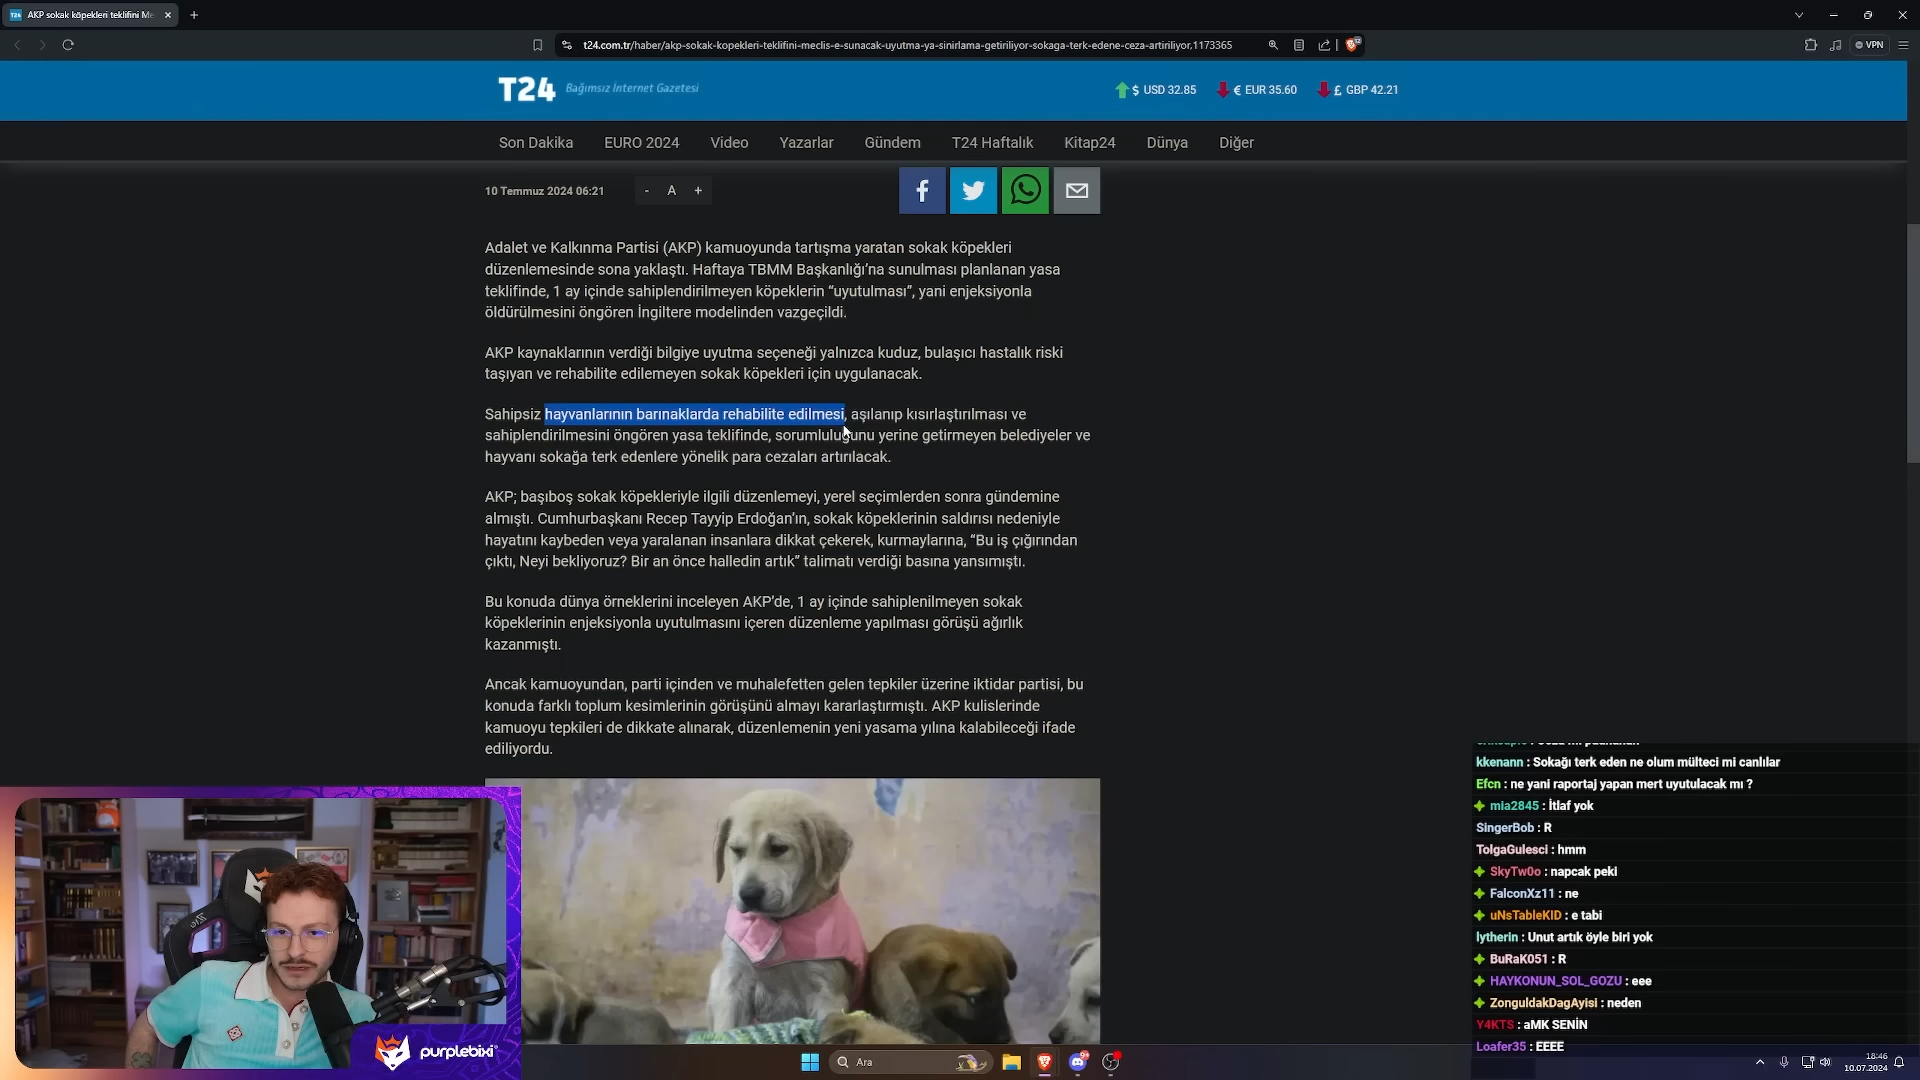 AKP sokak köpekleri teklifini Me
t24.com.tr/haber/akp-sokak-kopekleri-teklifini-meclis-e-sunacak-uyutma-ya-sinirlama-getiriliyor-sokaga-terk-edene-ceza-artiriliyor,1173365
VPN
T24 Bağımsız İnternet Gazetesi
$ USD 32.85 € EUR 35.60 £ GBP 42.21
Son Dakika EURO 2024 Video Yazarlar Gündem T24 Haftalık Kitap24 Dünya Diğer
10 Temmuz 2024 06:21 - A +
Adalet ve Kalkınma Partisi (AKP) kamuoyunda tartışma yaratan sokak köpekleri
düzenlemesinde sona yaklaştı. Haftaya TBMM Başkanlığı’na sunulması planlanan yasa
teklifinde, 1 ay içinde sahiplendirilmeyen köpeklerin “uyutulması”, yani enjeksiyonla
öldürülmesini öngören İngiltere modelinden vazgeçildi.
AKP kaynaklarının verdiği bilgiye uyutma seçeneği yalnızca kuduz, bulaşıcı hastalık riski
taşıyan ve rehabilite edilemeyen sokak köpekleri için uygulanacak.
Sahipsiz hayvanlarının barınaklarda rehabilite edilmesi, aşılanıp kısırlaştırılması ve
sahiplendirilmesini öngören yasa teklifinde, sorumluluğunu yerine getirmeyen belediyeler ve
hayvanı sokağa terk edenlere yönelik para cezaları artırılacak.
AKP; başıboş sokak köpekleriyle ilgili düzenlemeyi, yerel seçimlerden sonra gündemine
almıştı. Cumhurbaşkanı Recep Tayyip Erdoğan’ın, sokak köpeklerinin saldırısı nedeniyle
hayatını kaybeden veya yaralanan insanlara dikkat çekerek, kurmaylarına, “Bu iş çığırından
çıktı, Neyi bekliyoruz? Bir an önce halledin artık” talimatı verdiği basına yansımıştı.
Bu konuda dünya örneklerini inceleyen AKP’de, 1 ay içinde sahiplenilmeyen sokak
köpeklerinin enjeksiyonla uyutulmasını içeren düzenleme yapılması görüşü ağırlık
kazanmıştı.
Ancak kamuoyundan, parti içinden ve muhalefetten gelen tepkiler üzerine iktidar partisi, bu
konuda farklı toplum kesimlerinin görüşünü almayı kararlaştırmıştı. AKP kulislerinde
kamuoyu tepkileri de dikkate alınarak, düzenlemenin yeni yasama yılına kalabileceği ifade
ediliyordu.
kkenann : Sokağı terk eden ne olum mülteci mi canlılar
Efcn : ne yani raportaj yapan mert uyutulacak mı ?
mia2845 : İtlaf yok
SingerBob : R
TolgaGulesci : hmm
SkyTw0o : napcak peki
FalconXz11 : ne
uNsTableKID : e tabi
lytherin : Unut artık öyle biri yok
BuRaK051 : R
HAYKONUN_SOL_GOZU : eee
ZonguldakDagAyisi : neden
Y4KTS : aMK SENİN
Loafer35 : EEEE
purplebixi
Ara
18:46
10.07.2024